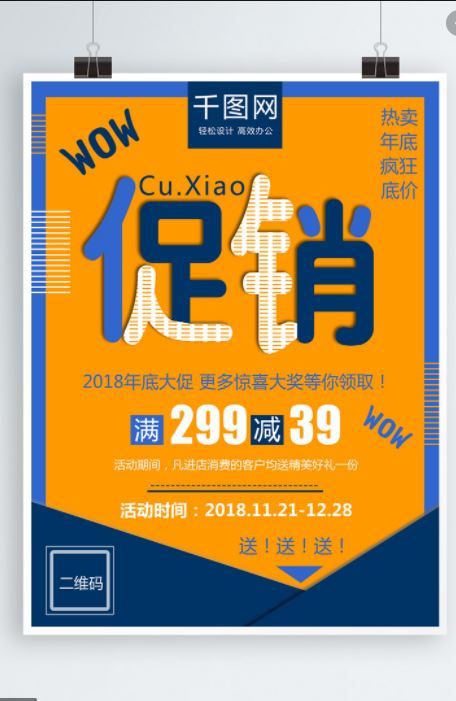 千图网
轻松设计 高效办公
WOW
热卖
年底
疯狂
底价
Cu.Xiao
促销
2018年底大促 更多惊喜大奖等你领取！
满299减39
WOW
活动期间，凡进店消费的客户均送精美好礼一份
活动时间：2018.11.21-12.28
送！送！送！
二维码